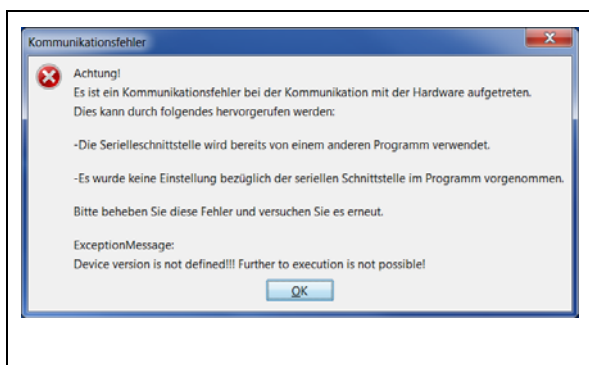 Kommunikationsfehler
Achtung!
Es ist ein Kommunikationsfehler bei der Kommunikation mit der Hardware aufgetreten.
Dies kann durch folgendes hervorgerufen werden:
-Die Serielleschnittstelle wird bereits von einem anderen Programm verwendet.
-Es wurde keine Einstellung bezüglich der seriellen Schnittstelle im Programm vorgenommen.
Bitte beheben Sie diese Fehler und versuchen Sie es erneut.
ExceptionMessage:
Device version is not defined!!! Further to execution is not possible!
OK